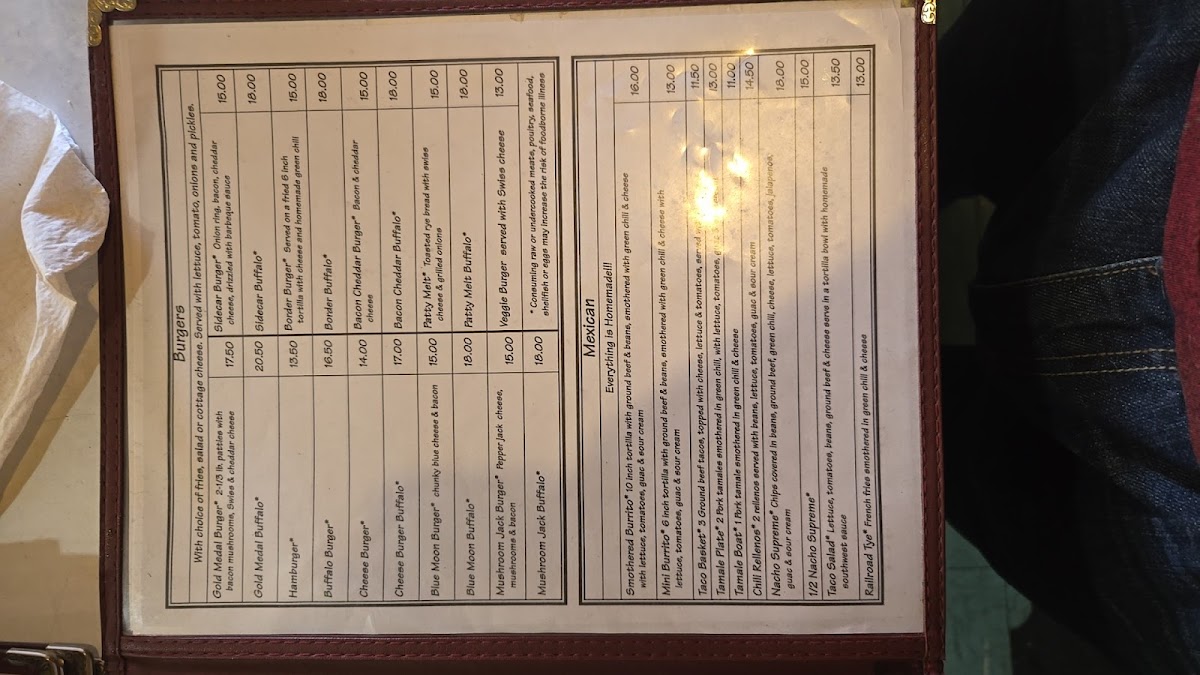 Burgers
With choice of fries, salad or cottage cheese. Served with lettuce, tomato, onions and pickles.
Gold Medal Burger* 2-1/3 lb. patties with 17.50
bacon mushrooms, Swiss & cheddar cheese
Gold Medal Buffalo* 20.50
Hamburger* 13.50
Buffalo Burger* 16.50
Cheese Burger* 14.00
Cheese Burger Buffalo* 17.00
Blue Moon Burger* chunky blue cheese & bacon 15.00
Blue Moon Buffalo* 18.00
Mushroom Jack Burger* Pepper jack cheese, 15.00
mushrooms & bacon
Mushroom Jack Buffalo* 18.00
Sidecar Burger* Onion ring, bacon, cheddar 15.00
cheese, drizzled with barbeque sauce
Sidecar Buffalo* 18.00
Border Burger* Served on a fried 6 inch 15.00
tortilla with cheese and homemade green chili
Border Buffalo* 18.00
Bacon Cheddar Burger* Bacon & cheddar 15.00
cheese
Bacon Cheddar Buffalo* 18.00
Patty Melt* Toasted rye bread with swiss 15.00
cheese & grilled onions
Patty Melt Buffalo* 18.00
Veggie Burger served with Swiss cheese 13.00
* Consuming raw or undercooked meats, poultry, seafood,
shellfish or eggs may increase the risk of foodborne illness
Mexican
Everything is Homemade!!!
Smothered Burrito* 10 inch tortilla with ground beef & beans, smothered with green chili & cheese 16.00
with lettuce, tomatoes, guac & sour cream
Mini Burrito* 6 inch tortilla with ground beef & beans, smothered with green chili & cheese with 13.00
lettuce, tomatoes, guac & sour cream
Taco Basket* 3 Ground beef tacos, topped with cheese, lettuce & tomatoes, served 11.50
Tamale Plate* 2 Pork tamales smothered in green chili, with lettuce, tomatoes, 13.00
Tamale Boat* 1 Pork tamale smothered in green chili & cheese 11.00
Chili Rellenos* 2 rellenos served with beans, lettuce, tomatoes, guac & sour cream 14.50
Nacho Supreme* Chips covered in beans, ground beef, green chili, cheese, lettuce, tomatoes, jalapenos, 18.00
guac & sour cream
1/2 Nacho Supreme* 15.00
Taco Salad* Lettuce, tomatoes, beans, ground beef & cheese serve in a tortilla bowl with homemade 13.50
southwest sauce
Railroad Tye* French fries smothered in green chili & cheese 13.00